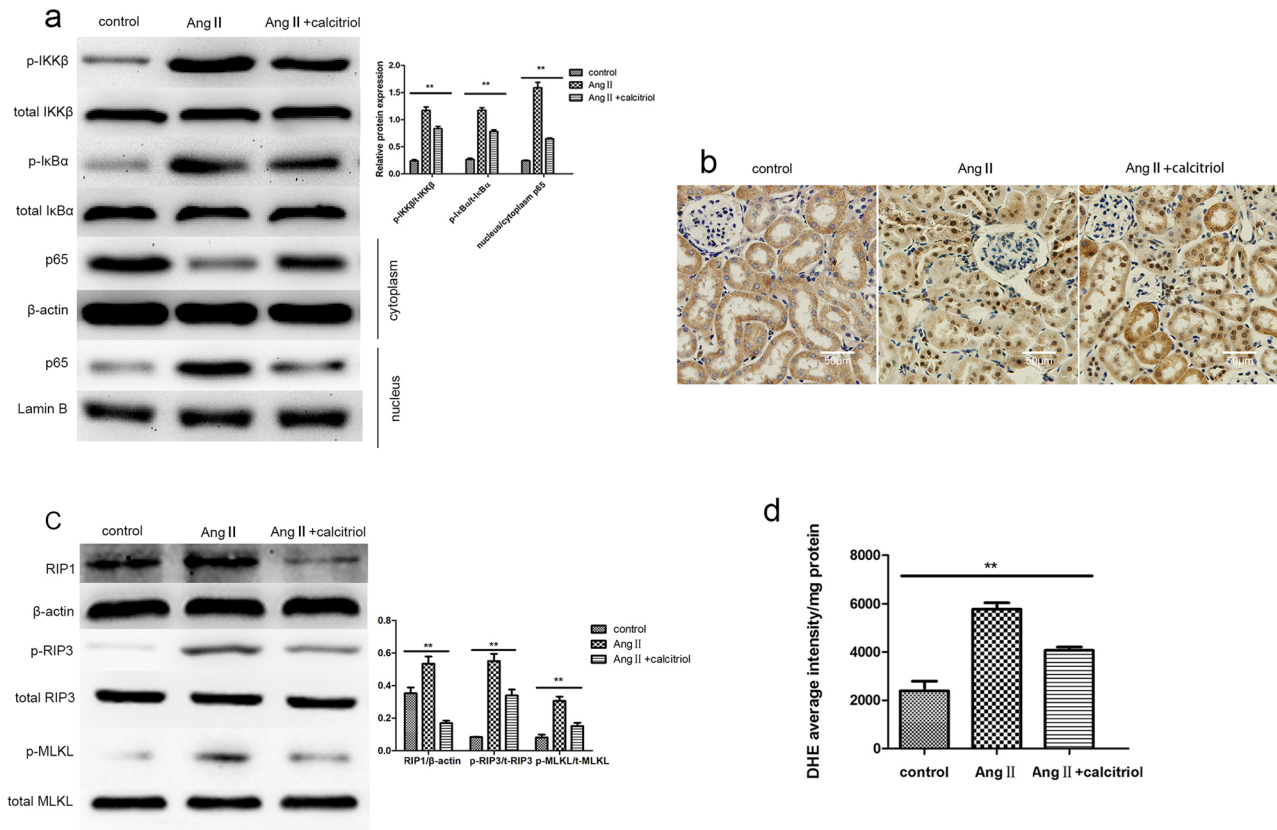 a
control Ang Ⅱ Ang Ⅱ +calcitriol
p-IKKβ
total IKKβ
p-IκBα
total IκBα
p65
β-actin
p65
Lamin B
cytoplasm
nucleus
Relative protein expression
2.0
1.5
1.0
0.5
0.0
** ** **
control
Ang Ⅱ
Ang Ⅱ +calcitriol
p-IKKβ/t-IKKβ
p-IκBα/t-IκBα
nucleus/cytoplasm p65
b
control Ang Ⅱ Ang Ⅱ +calcitriol
50μm 50μm 50μm
C
control Ang Ⅱ Ang Ⅱ +calcitriol
RIP1
β-actin
p-RIP3
total RIP3
p-MLKL
total MLKL
0.8
0.6
0.4
0.2
0.0
** ** **
control
Ang Ⅱ
Ang Ⅱ +calcitriol
RIP1/β-actin p-RIP3/t-RIP3 p-MLKL/t-MLKL
d
DHE average intensity/mg protein
8000
6000
4000
2000
0
**
control Ang Ⅱ Ang Ⅱ +calcitriol